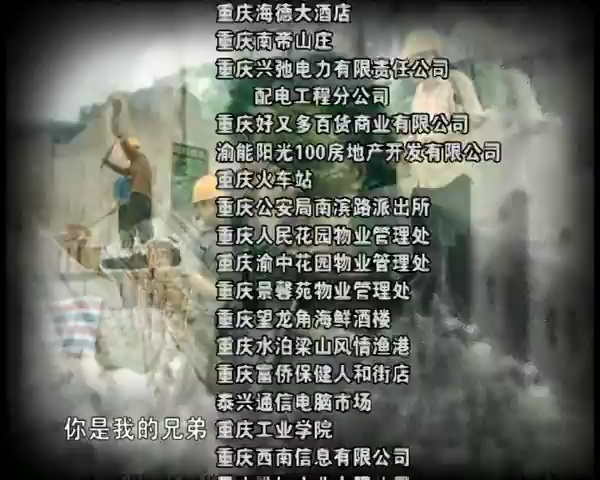 重庆海德大酒店
重庆南帝山庄
重庆兴弛电力有限责任公司
配电工程分公司
重庆好又多百货商业有限公司
渝能阳光100房地产开发有限公司
重庆火车站
重庆公安局南滨路派出所
重庆人民花园物业管理处
重庆渝中花园物业管理处
重庆景馨苑物业管理处
重庆望龙角海鲜酒楼
重庆水泊梁山风情渔港
重庆富侨保健人和街店
泰兴通信电脑市场
你是我的兄弟
重庆工业学院
重庆西南信息有限公司